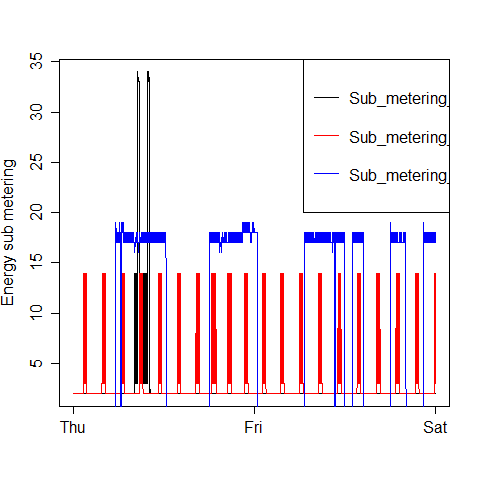 Energy sub metering
35
30
25
20
15
10
5
Sub_metering_
Sub_metering_
Sub_metering_
Thu
Fri
Sat